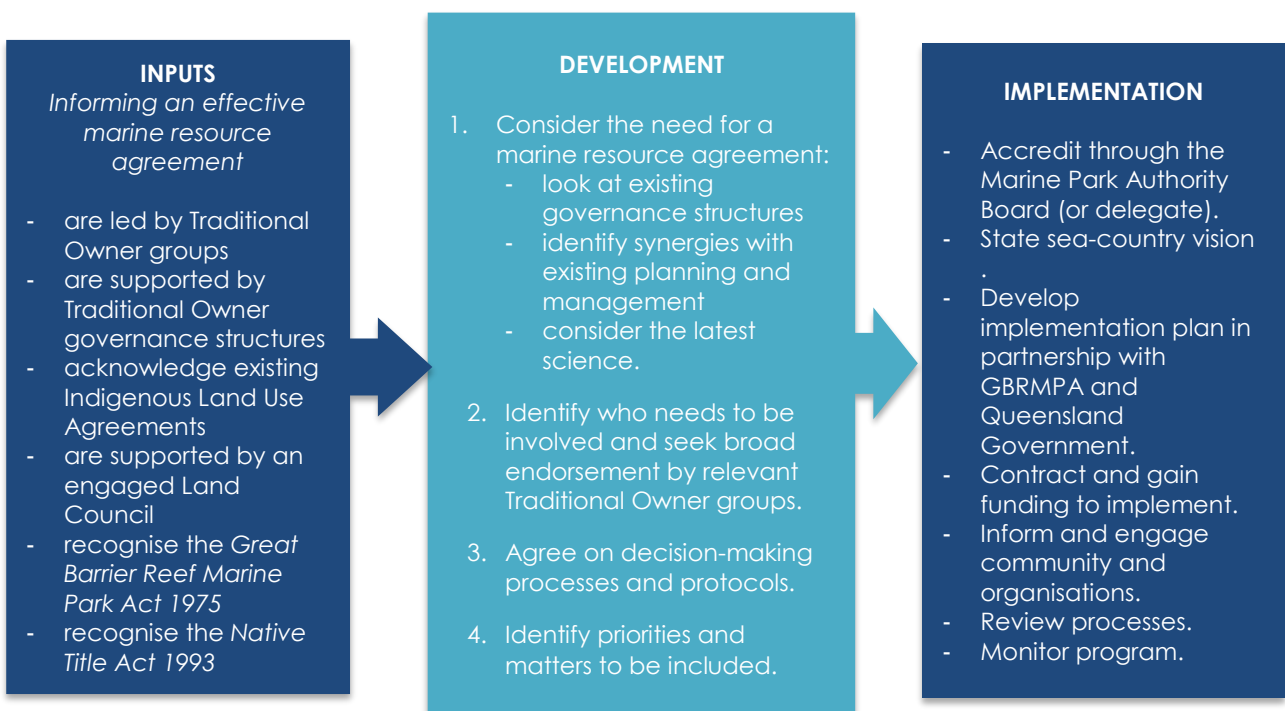 INPUTS
Informing an effective
marine resource
agreement
- are led by Traditional
Owner groups
- are supported by
Traditional Owner
governance structures
- acknowledge existing
Indigenous Land Use
Agreements
- are supported by an
engaged Land
Council
- recognise the Great
Barrier Reef Marine
Park Act 1975
- recognise the Native
Title Act 1993
DEVELOPMENT
1. Consider the need for a
marine resource agreement:
- look at existing
governance structures
- identify synergies with
existing planning and
management
- consider the latest
science.
2. Identify who needs to be
involved and seek broad
endorsement by relevant
Traditional Owner groups.
3. Agree on decision-making
processes and protocols.
4. Identify priorities and
matters to be included.
IMPLEMENTATION
- Accredit through the
Marine Park Authority
Board (or delegate).
- State sea-country vision
.
- Develop
implementation plan in
partnership with
GBRMPA and
Queensland
Government.
- Contract and gain
funding to implement.
- Inform and engage
community and
organisations.
- Review processes.
- Monitor program.